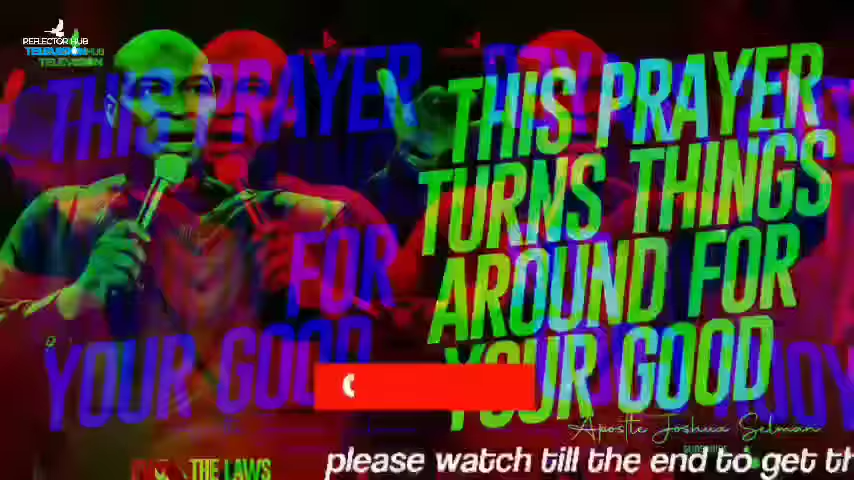 REFLECTOR HUB
TELEVISION
THIS PRAYER
TURNS THINGS
AROUND FOR
YOUR GOOD
Apostle Joshua Selman
THE LAWS
please watch till the end to get th